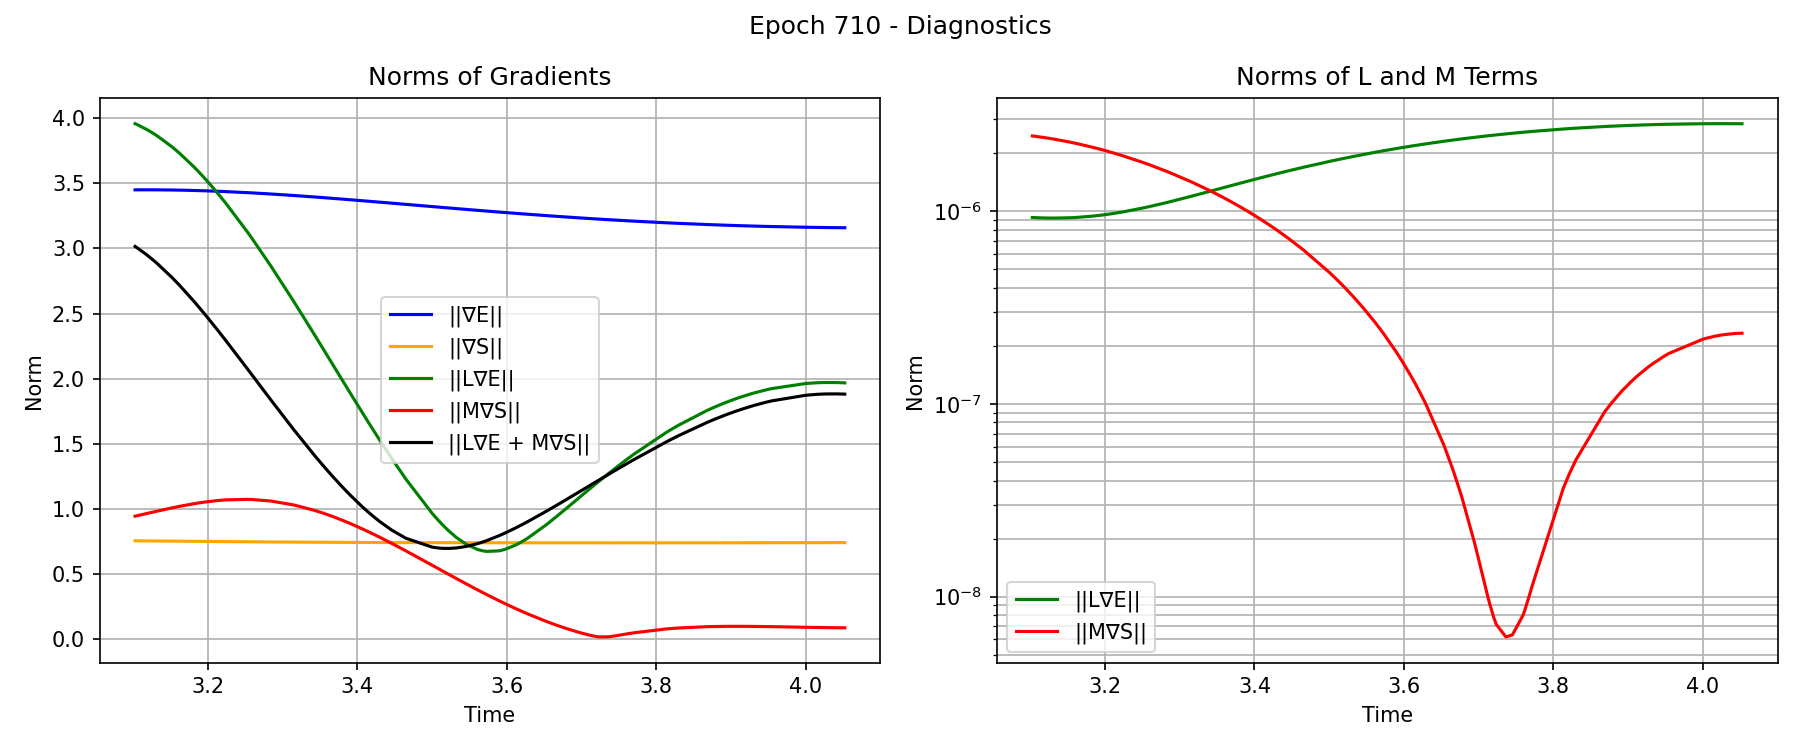 Epoch 710 - Diagnostics
Norms of Gradients
Norm
4.0
3.5
3.0
2.5
2.0
1.5
1.0
0.5
0.0
||∇E||
||∇S||
||L∇E||
||M∇S||
||L∇E + M∇S||
3.2 3.4 3.6 3.8 4.0
Time
Norms of L and M Terms
Norm
10⁻⁶
10⁻⁷
10⁻⁸
||L∇E||
||M∇S||
3.2 3.4 3.6 3.8 4.0
Time